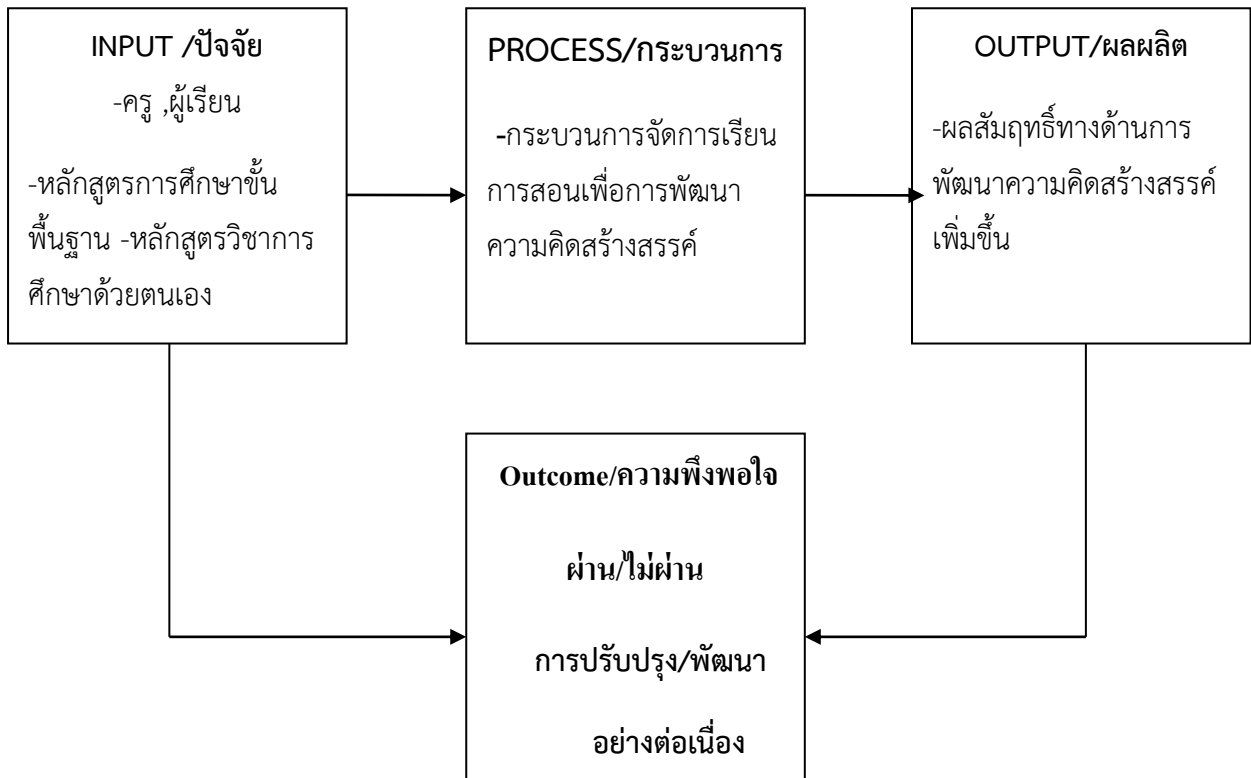 INPUT /ปัจจัย
-ครู ,ผู้เรียน
-หลักสูตรการศึกษาขั้น
พื้นฐาน -หลักสูตรวิชาการ
ศึกษาด้วยตนเอง
PROCESS/กระบวนการ
-กระบวนการจัดการเรียน
การสอนเพื่อการพัฒนา
ความคิดสร้างสรรค์
OUTPUT/ผลผลิต
-ผลสัมฤทธิ์ทางด้านการ
พัฒนาความคิดสร้างสรรค์
เพิ่มขึ้น
Outcome/ความพึงพอใจ
ผ่าน/ไม่ผ่าน
การปรับปรุง/พัฒนา
อย่างต่อเนื่อง